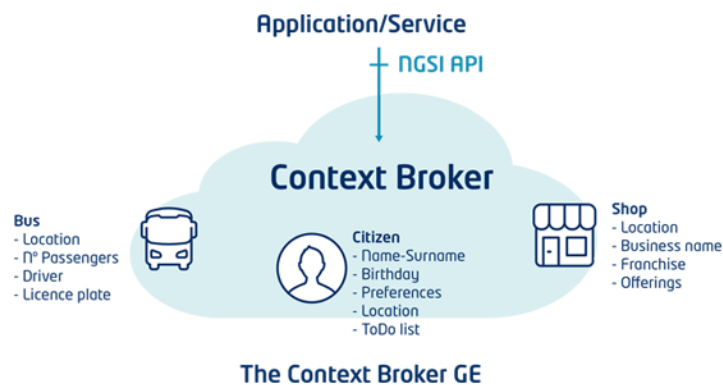 Application/Service
NGSI API
Context Broker
Bus
- Location
- Nº Passengers
- Driver
- Licence plate
Citizen
- Name-Surname
- Birthday
- Preferences
- Location
- ToDo list
Shop
- Location
- Business name
- Franchise
- Offerings
The Context Broker GE